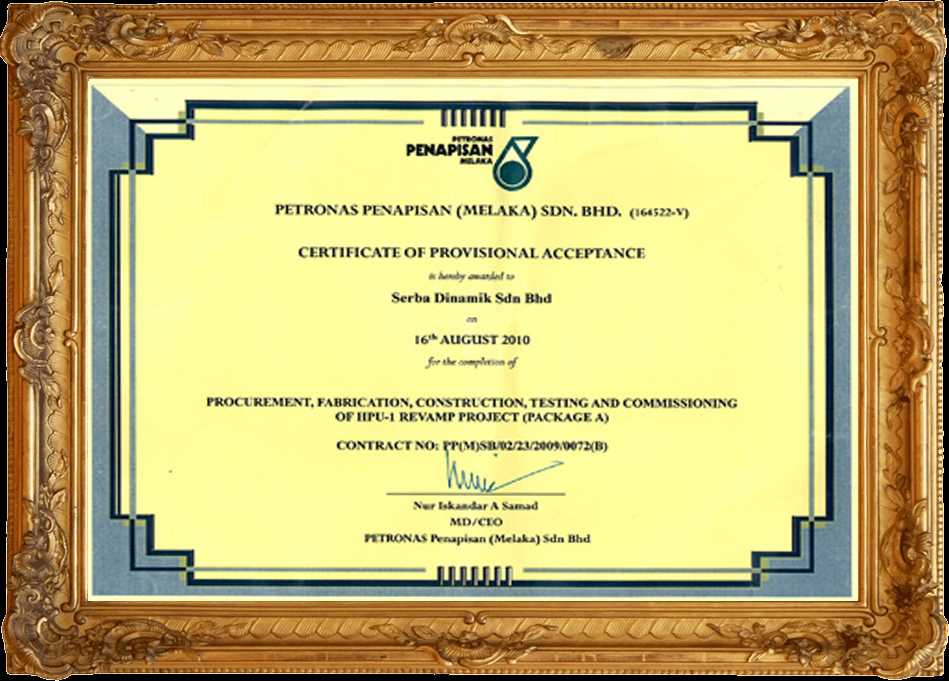 PETRONAS
PENAPISAN
MELAKA
PETRONAS PENAPISAN (MELAKA) SDN. BHD. (164522-V)
CERTIFICATE OF PROVISIONAL ACCEPTANCE
is hereby awarded to
Serba Dinamik Sdn Bhd
on
16th AUGUST 2010
for the completion of
PROCUREMENT, FABRICATION, CONSTRUCTION, TESTING AND COMMISSIONING
OF HPU-1 REVAMP PROJECT (PACKAGE A)
CONTRACT NO: PP(M)SB/02/23/2009/0072(B)
Nur Iskandar A Samad
MD/CEO
PETRONAS Penapisan (Melaka) Sdn Bhd